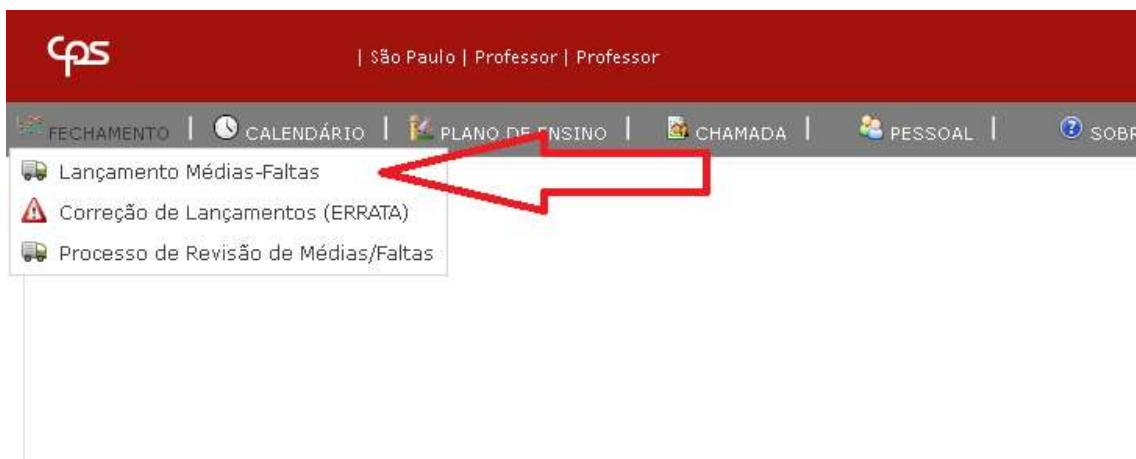 cps
| São Paulo | Professor | Professor
FECHAMENTO | CALENDÁRIO | PLANO DE ENSINO | CHAMADA | PESSOAL | SOBR
Lançamento Médias-Faltas
Correção de Lançamentos (ERRATA)
Processo de Revisão de Médias/Faltas